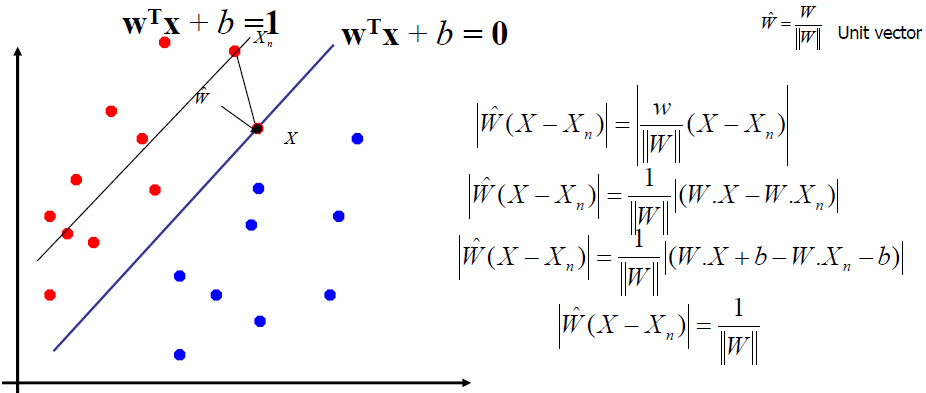 wᵀx + b = 1
Xₙ
wᵀx + b = 0
Ŵ
X
Ŵ = W / ‖W‖ Unit vector
|Ŵ(X − Xₙ)| = |w / ‖W‖ (X − Xₙ)|
|Ŵ(X − Xₙ)| = 1 / ‖W‖ |(W.X − W.Xₙ)|
|Ŵ(X − Xₙ)| = 1 / ‖W‖ |(W.X + b − W.Xₙ − b)|
|Ŵ(X − Xₙ)| = 1 / ‖W‖